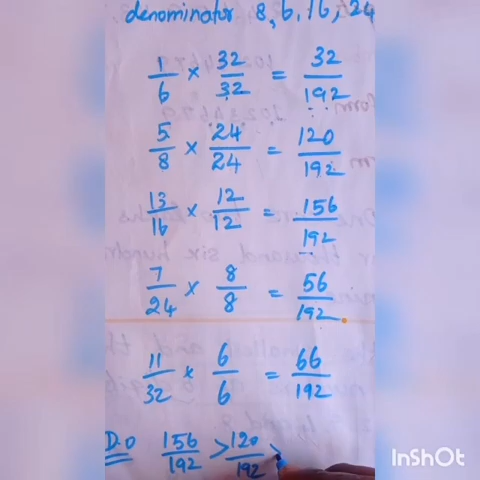 denominator 8, 6, 16, 24
1/6 × 32/32 = 32/192
5/8 × 24/24 = 120/192
13/16 × 12/12 = 156/192
7/24 × 8/8 = 56/192
11/32 × 6/6 = 66/192
D.O 156/192 > 120/192 >
InShOt